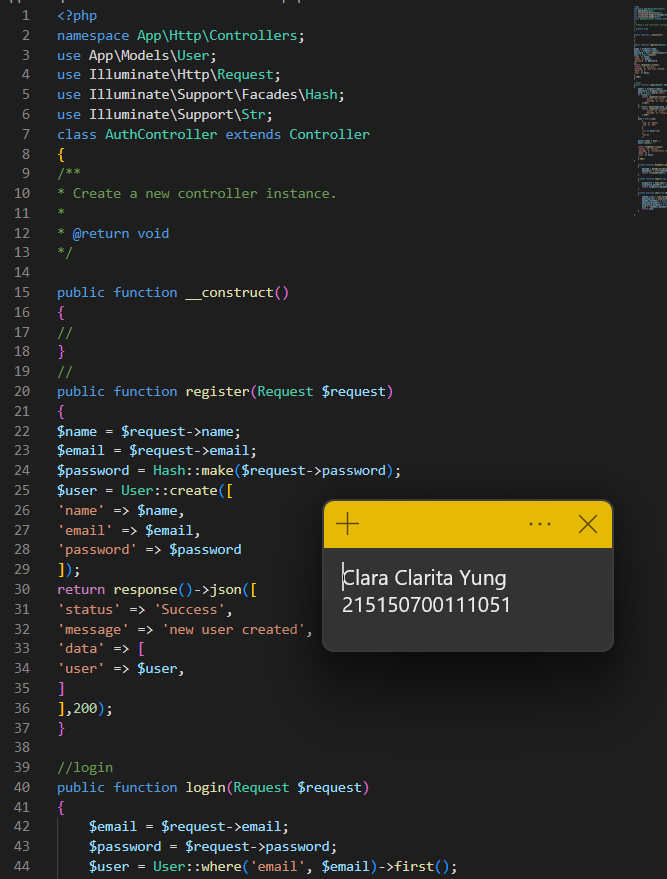 1 <?php
2 namespace App\Http\Controllers;
3 use App\Models\User;
4 use Illuminate\Http\Request;
5 use Illuminate\Support\Facades\Hash;
6 use Illuminate\Support\Str;
7 class AuthController extends Controller
8 {
9 /**
10 * Create a new controller instance.
11 *
12 * @return void
13 */
14
15 public function __construct()
16 {
17 //
18 }
19 //
20 public function register(Request $request)
21 {
22 $name = $request->name;
23 $email = $request->email;
24 $password = Hash::make($request->password);
25 $user = User::create([
26 'name' => $name,
27 'email' => $email,
28 'password' => $password
29 ]);
30 return response()->json([
31 'status' => 'Success',
32 'message' => 'new user created',
33 'data' => [
34 'user' => $user,
35 ]
36 ],200);
37 }
38
39 //login
40 public function login(Request $request)
41 {
42 $email = $request->email;
43 $password = $request->password;
44 $user = User::where('email', $email)->first();
Clara Clarita Yung
215150700111051